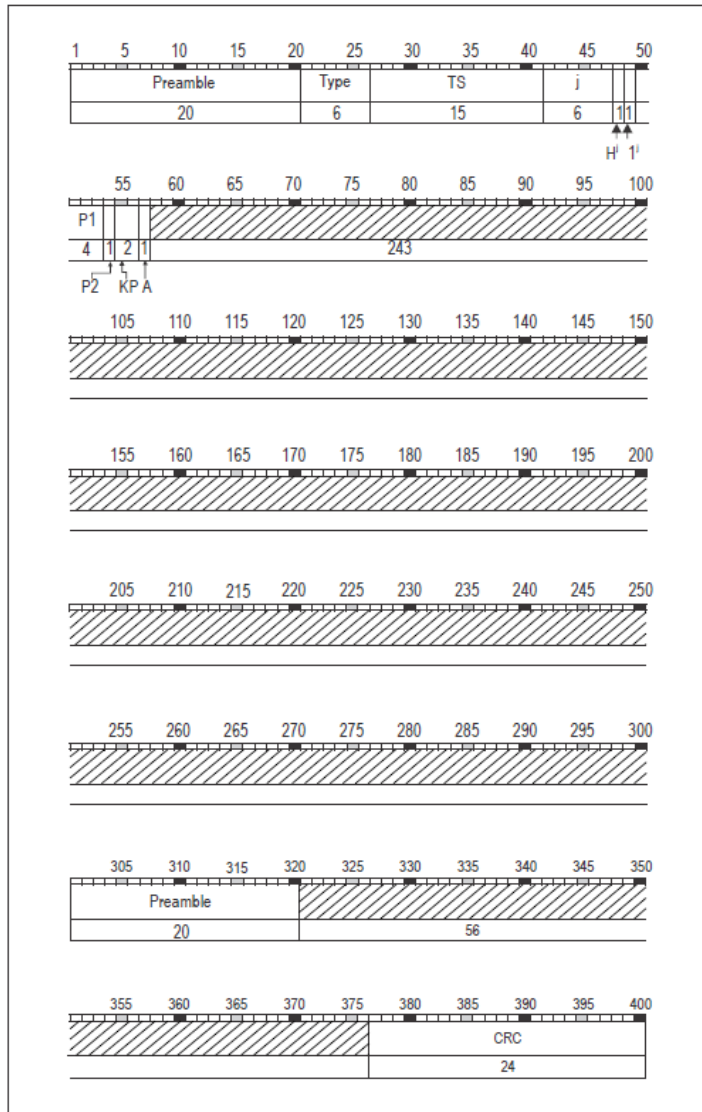 1 5 10 15 20 25 30 35 40 45 50
Preamble Type TS j
20 6 15 6 1 1
Hʲ 1ʲ
55 60 65 70 75 80 85 90 95 100
P1
4 1 2 1 243
P2 KP A
105 110 115 120 125 130 135 140 145 150
155 160 165 170 175 180 185 190 195 200
205 210 215 220 225 230 235 240 245 250
255 260 265 270 275 280 285 290 295 300
305 310 315 320 325 330 335 340 345 350
Preamble
20 56
355 360 365 370 375 380 385 390 395 400
CRC
24